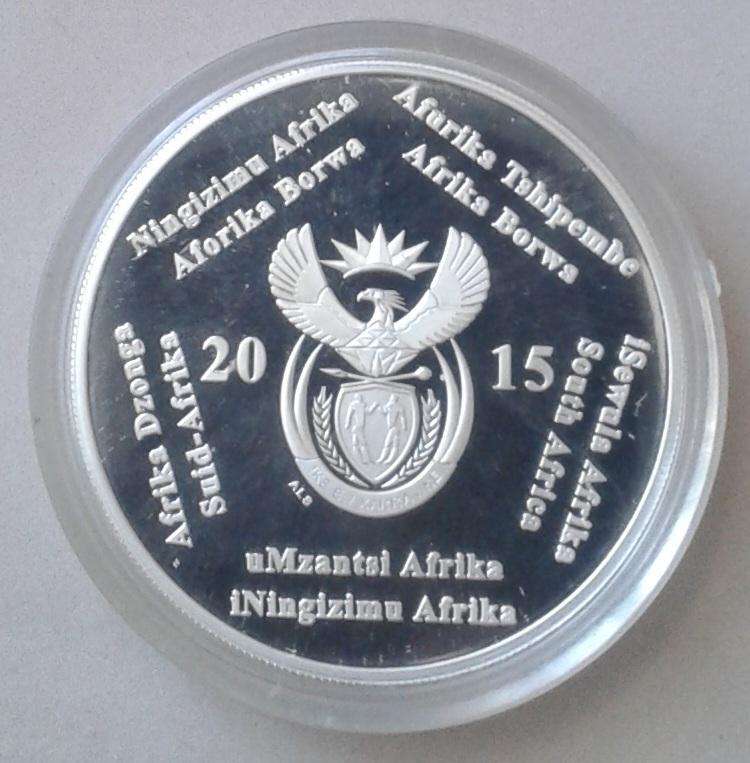 Ningizimu Afrika
Aforika Borwa
Afurika Tshipembe
Afrika Borwa
20
15
iSewula Afrika
South Africa
uMzantsi Afrika
iNingizimu Afrika
Afrika Dzonga
Suid-Afrika
ALS